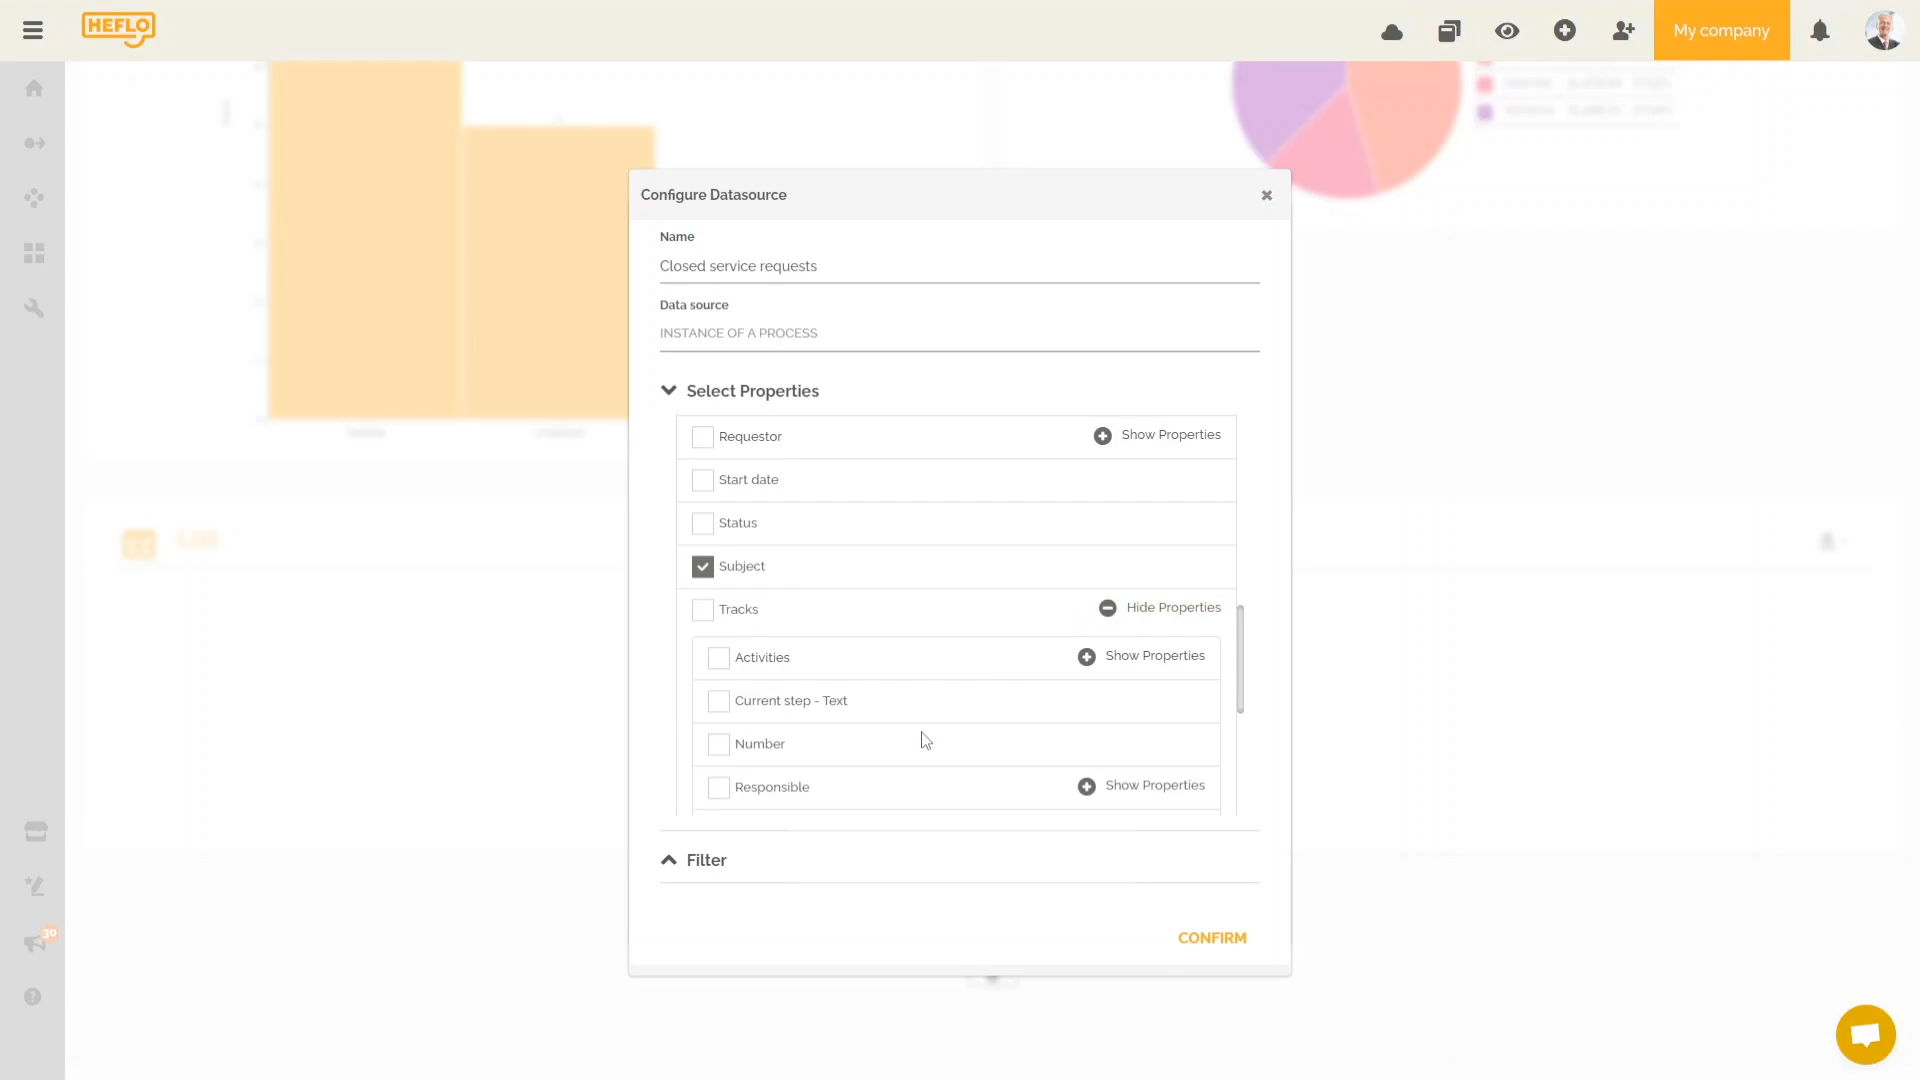 HEFLO
My company
Configure Datasource
Name
Closed service requests
Data source
INSTANCE OF A PROCESS
Select Properties
Requestor Show Properties
Start date
Status
Subject
Tracks Hide Properties
Activities Show Properties
Current step - Text
Number
Responsible Show Properties
Filter
30
CONFIRM